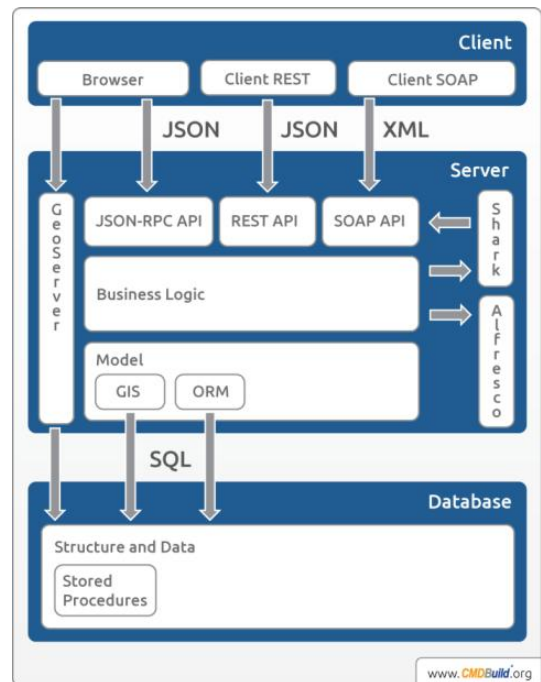 Client
Browser
Client REST
Client SOAP
JSON
JSON
XML
Server
GeoServer
JSON-RPC API
REST API
SOAP API
Shark
Business Logic
Alfresco
Model
GIS
ORM
SQL
Database
Structure and Data
Stored
Procedures
www.CMDBuild.org